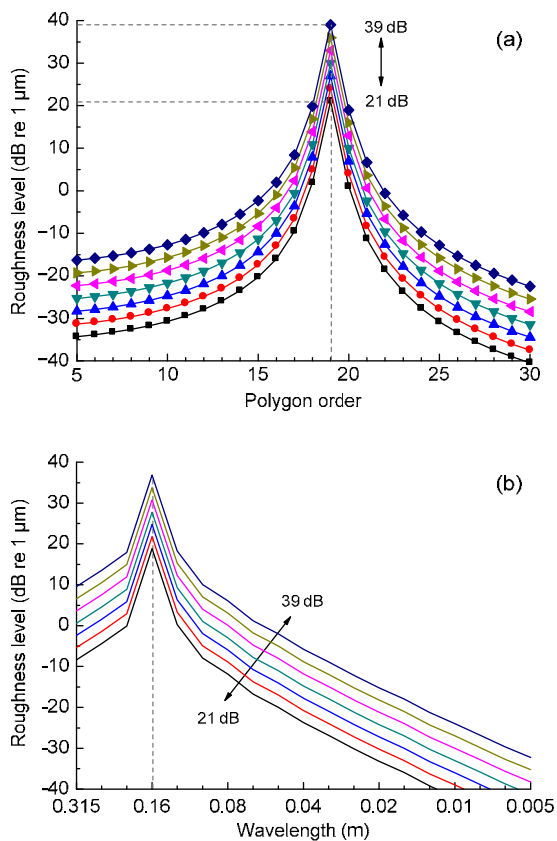 (a)
39 dB
21 dB
40
30
20
10
0
−10
−20
−30
−40
Roughness level (dB re 1 μm)
5 10 15 20 25 30
Polygon order
(b)
39 dB
21 dB
40
30
20
10
0
-10
-20
-30
-40
Roughness level (dB re 1 μm)
0.315 0.16 0.08 0.04 0.02 0.01 0.005
Wavelength (m)